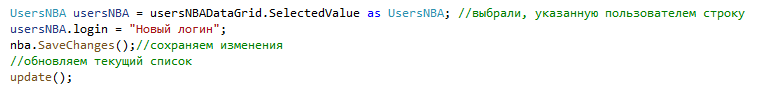 UsersNBA usersNBA = usersNBADataGrid.SelectedValue as UsersNBA; //выбрали, указанную пользователем строку
usersNBA.login = "Новый логин";
nba.SaveChanges();//сохраняем изменения
//обновляем текущий список
update();